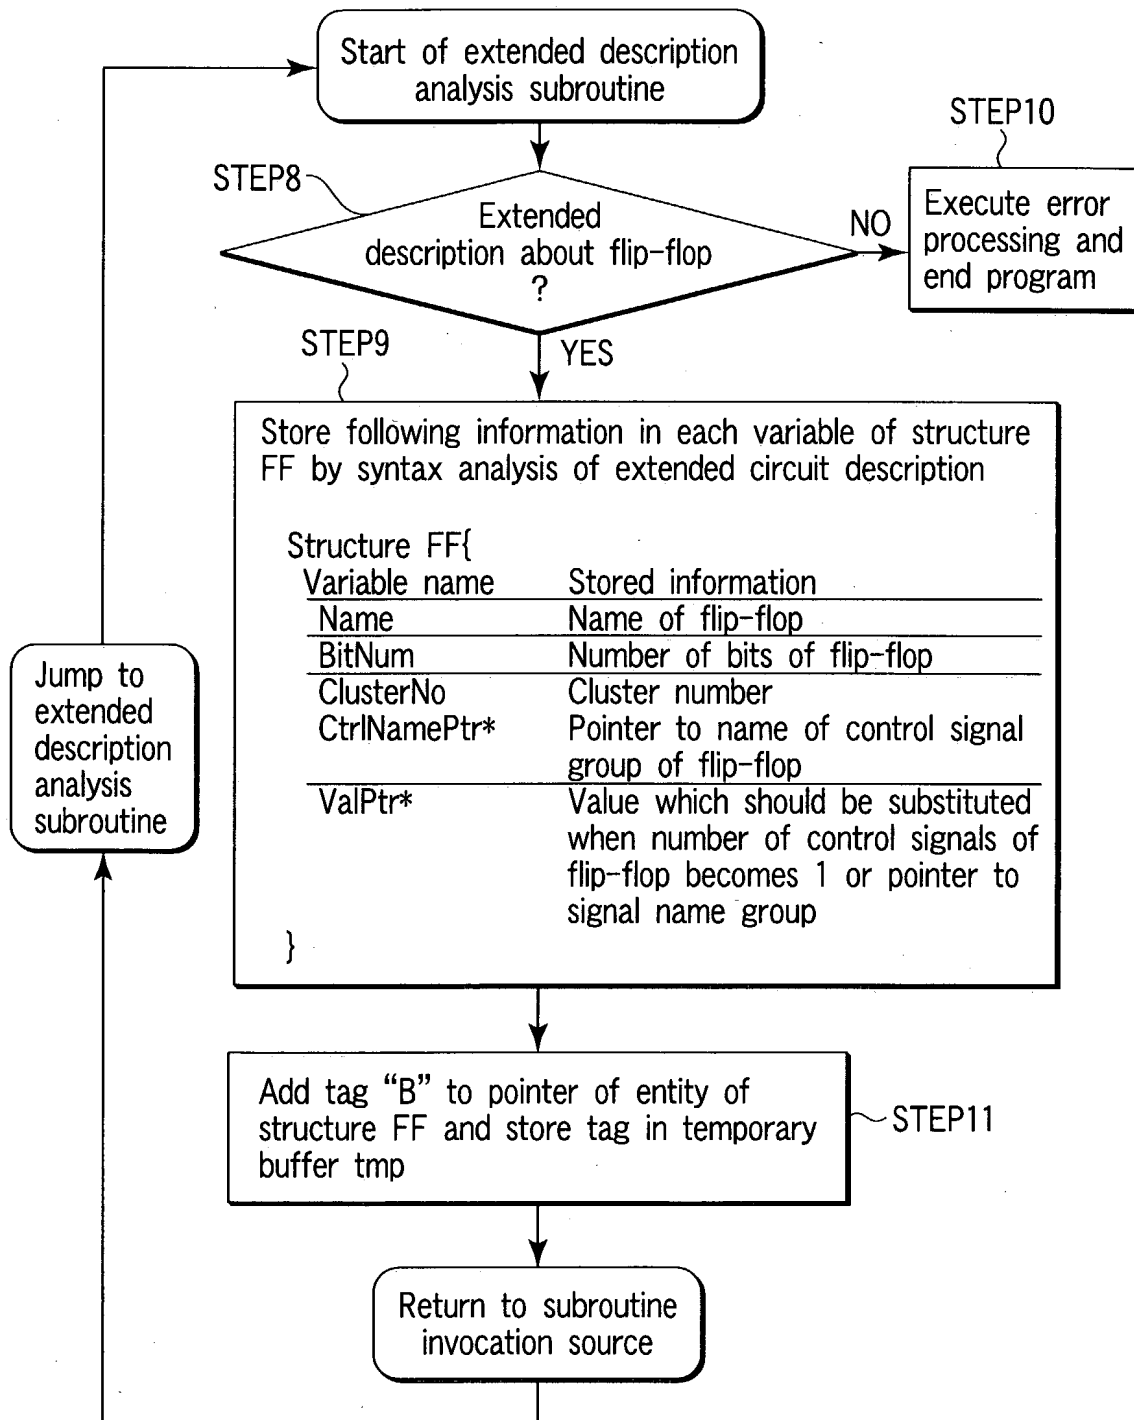 Start of extended description
analysis subroutine
STEP10
STEP8
Extended
description about flip-flop
?
NO
Execute error
processing and
end program
STEP9
YES
Store following information in each variable of structure
FF by syntax analysis of extended circuit description
Structure FF{
Variable name Stored information
Name Name of flip-flop
BitNum Number of bits of flip-flop
ClusterNo Cluster number
CtrlNamePtr* Pointer to name of control signal
group of flip-flop
ValPtr* Value which should be substituted
when number of control signals of
flip-flop becomes 1 or pointer to
signal name group
}
Jump to
extended
description
analysis
subroutine
Add tag “B” to pointer of entity of
structure FF and store tag in temporary
buffer tmp
STEP11
Return to subroutine
invocation source